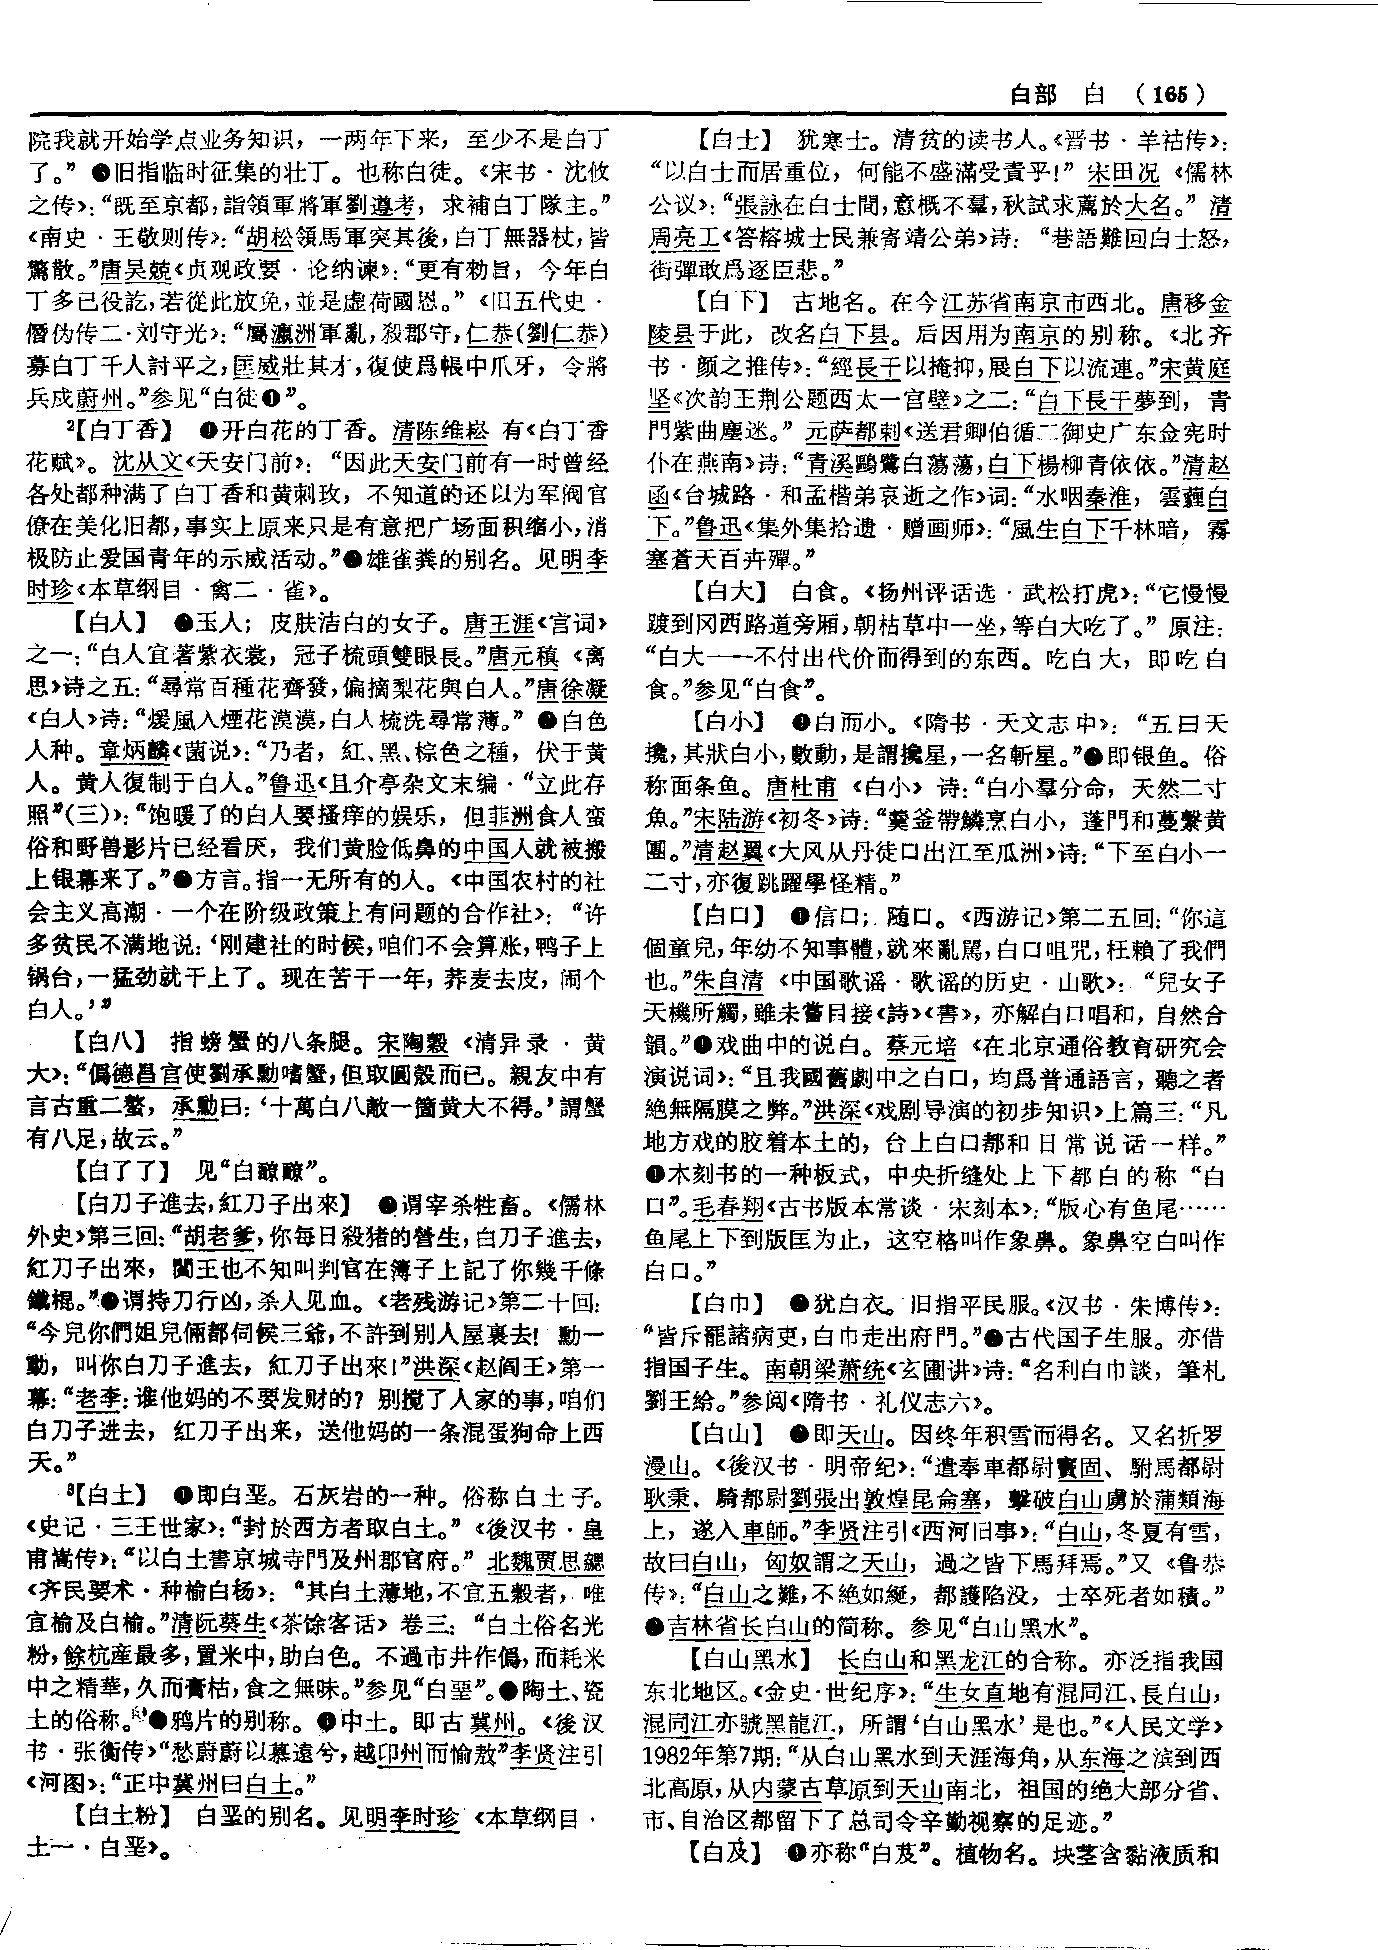 白部　白　（165）
院我就开始学点业务知识，一两年下来，至少不是白丁
了。”旧指临时征集的壮丁。也称白徒。《宋书·沈攸
之传》：“既至京都，詣領軍將軍劉遵考，求補白丁隊主。”
《南史·王敬则传》：“胡松領馬軍突其後，白丁無器杖，皆
驚散。”唐吴兢《贞观政要·论纳谏》：“更有勑旨，今年白
丁多已役訖，若從此放免，並是虚荷國恩。”《旧五代史·
僭伪传二·刘守光》：“屬瀛洲軍亂，殺郡守，仁恭（劉仁恭）
募白丁千人討平之，匡威壯其才，復使爲帳中爪牙，令將
兵戍蔚州。”参见“白徒❶”。
²【白丁香】　❶开白花的丁香。清陈维崧有《白丁香
花赋》。沈从文《天安门前》：“因此天安门前有一时曾经
各处都种满了白丁香和黄刺玫，不知道的还以为军阀官
僚在美化旧都，事实上原来只是有意把广场面积缩小，消
极防止爱国青年的示威活动。”❷雄雀粪的别名。见明李
时珍《本草纲目·禽二·雀》。
【白人】　❶玉人；皮肤洁白的女子。唐王涯《宫词》
之一：“白人宜著紫衣裳，冠子梳頭雙眼長。”唐元稹《离
思》诗之五：“尋常百種花齊發，偏摘梨花與白人。”唐徐凝
《白人》诗：“煖風入煙花漠漠，白人梳洗尋常薄。”❷白色
人种。章炳麟《菌说》：“乃者，紅、黑、棕色之種，伏于黄
人。黄人復制于白人。”鲁迅《且介亭杂文末编·“立此存
照”（三）》：“饱暖了的白人要搔痒的娱乐，但菲洲食人蛮
俗和野兽影片已经看厌，我们黄脸低鼻的中国人就被搬
上银幕来了。”❸方言。指一无所有的人。《中国农村的社
会主义高潮·一个在阶级政策上有问题的合作社》：“许
多贫民不满地说：‘刚建社的时候，咱们不会算账，鸭子上
锅台，一猛劲就干上了。现在苦干一年，荞麦去皮，闹个
白人。’”
【白八】　指螃蟹的八条腿。宋陶穀《清异录·黄
大》：“僞德昌宫使劉承勳嗜蟹，但取圓殼而已。親友中有
言古重二螯，承勳曰：‘十萬白八敵一箇黄大不得。’謂蟹
有八足，故云。”
【白了了】　见“白瞭瞭”。
【白刀子進去，紅刀子出來】　❶谓宰杀牲畜。《儒林
外史》第三回：“胡老爹，你每日殺猪的營生，白刀子進去，
紅刀子出來，閻王也不知叫判官在簿子上記了你幾千條
鐵棍。”❷谓持刀行凶，杀人见血。《老残游记》第二十回：
“今兒你們姐兒倆都伺候三爺，不許到别人屋裏去！動一
動，叫你白刀子進去，紅刀子出來！”洪深《赵阎王》第一
幕：“老李：谁他妈的不要发财的？别搅了人家的事，咱们
白刀子进去，红刀子出来，送他妈的一条混蛋狗命上西
天。”
³【白土】　❶即白垩。石灰岩的一种。俗称白土子。
《史记·三王世家》：“封於西方者取白土。”《後汉书·皇
甫嵩传》：“以白土書京城寺門及州郡官府。”北魏贾思勰
《齐民要术·种榆白杨》：“其白土薄地，不宜五穀者，唯
宜榆及白榆。”清阮葵生《茶馀客话》卷三：“白土俗名光
粉，餘杭産最多，置米中，助白色。不過市井作僞，而耗米
中之精華，久而膏枯，食之無味。”参见“白垩”。❷陶土、瓷
土的俗称。❸鸦片的别称。❹中土。即古冀州。《後汉
书·张衡传》“愁蔚蔚以慕遠兮，越卬州而愉敖”李贤注引
《河图》：“正中冀州曰白土。”
【白土粉】　白垩的别名。见明李时珍《本草纲目·
土一·白垩》。
【白士】　犹寒士。清贫的读书人。《晋书·羊祜传》：
“以白士而居重位，何能不盛滿受責乎！”宋田况《儒林
公议》：“張詠在白士間，意概不羣，秋試求薦於大名。”清
周亮工《答榕城士民兼寄靖公弟》诗：“巷語難回白士怒，
街彈敢爲逐臣悲。”
【白下】　古地名。在今江苏省南京市西北。唐移金
陵县于此，改名白下县。后因用为南京的别称。《北齐
书·颜之推传》：“經長干以掩抑，展白下以流連。”宋黄庭
坚《次韵王荆公题西太一宫壁》之二：“白下長干夢到，青
門紫曲塵迷。”元萨都剌《送君卿伯循二御史广东佥宪时
仆在燕南》诗：“青溪鷗鷺白蕩蕩，白下楊柳青依依。”清赵
函《台城路·和孟楷弟哀逝之作》词：“水咽秦淮，雲蘿白
下。”鲁迅《集外集拾遗·赠画师》：“風生白下千林暗，霧
塞蒼天百卉殫。”
【白大】　白食。《扬州评话选·武松打虎》：“它慢慢
踱到冈西路道旁厢，朝枯草中一坐，等白大吃了。”原注：
“白大——不付出代价而得到的东西。吃白大，即吃白
食。”参见“白食”。
【白小】　❶白而小。《隋书·天文志中》：“五曰天
攙，其狀白小，數動，是謂攙星，一名斬星。”❷即银鱼。俗
称面条鱼。唐杜甫《白小》诗：“白小羣分命，天然二寸
魚。”宋陆游《初冬》诗：“羹釜帶鱗烹白小，蓬門和蔓繫黄
團。”清赵翼《大风从丹徒口出江至瓜洲》诗：“下至白小一
二寸，亦復跳躍學怪精。”
【白口】　❶信口；随口。《西游记》第二五回：“你這
個童兒，年幼不知事體，就來亂罵，白口咀咒，枉賴了我們
也。”朱自清《中国歌谣·歌谣的历史·山歌》：“兒女子
天機所觸，雖未嘗目接《詩》《書》，亦解白口唱和，自然合
韻。”❷戏曲中的说白。蔡元培《在北京通俗教育研究会
演说词》：“且我國舊劇中之白口，均爲普通語言，聽之者
絶無隔膜之弊。”洪深《戏剧导演的初步知识》上篇三：“凡
地方戏的胶着本土的，台上白口都和日常说话一样。”
❸木刻书的一种板式，中央折缝处上下都白的称“白
口”。毛春翔《古书版本常谈·宋刻本》：“版心有鱼尾……
鱼尾上下到版匡为止，这空格叫作象鼻。象鼻空白叫作
白口。”
【白巾】　❶犹白衣。旧指平民服。《汉书·朱博传》：
“皆斥罷諸病吏，白巾走出府門。”❷古代国子生服。亦借
指国子生。南朝梁萧统《玄圃讲》诗：“名利白巾談，筆札
劉王給。”参阅《隋书·礼仪志六》。
【白山】　❶即天山。因终年积雪而得名。又名折罗
漫山。《後汉书·明帝纪》：“遣奉車都尉竇固、駙馬都尉
耿秉、騎都尉劉張出敦煌昆侖塞，擊破白山虜於蒲類海
上，遂入車師。”李贤注引《西河旧事》：“白山，冬夏有雪，
故曰白山，匈奴謂之天山，過之皆下馬拜焉。”又《鲁恭
传》：“白山之難，不絶如綖，都護陷没，士卒死者如積。”
❷吉林省长白山的简称。参见“白山黑水”。
【白山黑水】　长白山和黑龙江的合称。亦泛指我国
东北地区。《金史·世纪序》：“生女直地有混同江、長白山，
混同江亦號黑龍江，所謂‘白山黑水’是也。”《人民文学》
1982年第7期：“从白山黑水到天涯海角，从东海之滨到西
北高原，从内蒙古草原到天山南北，祖国的绝大部分省、
市、自治区都留下了总司令辛勤视察的足迹。”
【白及】　❶亦称“白芨”。植物名。块茎含黏液质和